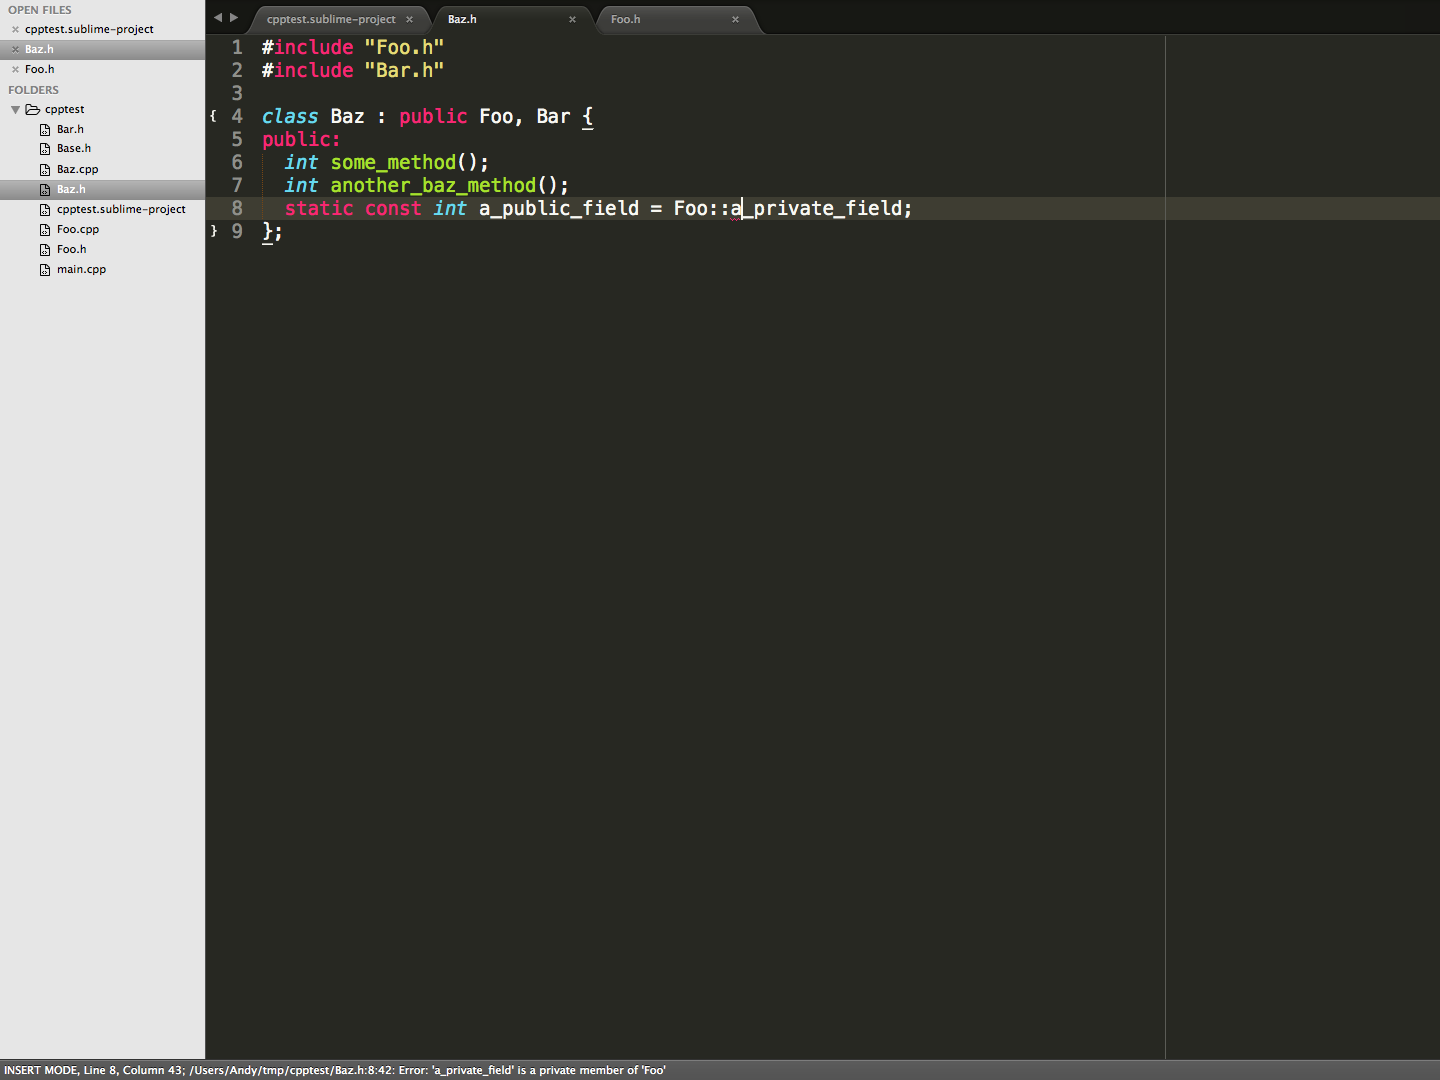 OPEN FILES
cpptest.sublime-project
Baz.h
Foo.h
FOLDERS
cpptest
Bar.h
Base.h
Baz.cpp
Baz.h
cpptest.sublime-project
Foo.cpp
Foo.h
main.cpp
cpptest.sublime-project × Baz.h × Foo.h ×
1 #include "Foo.h"
2 #include "Bar.h"
3
{ 4 class Baz : public Foo, Bar {
5 public:
6 int some_method();
7 int another_baz_method();
8 static const int a_public_field = Foo::a_private_field;
} 9 };
INSERT MODE, Line 8, Column 43; /Users/Andy/tmp/cpptest/Baz.h:8:42: Error: 'a_private_field' is a private member of 'Foo'